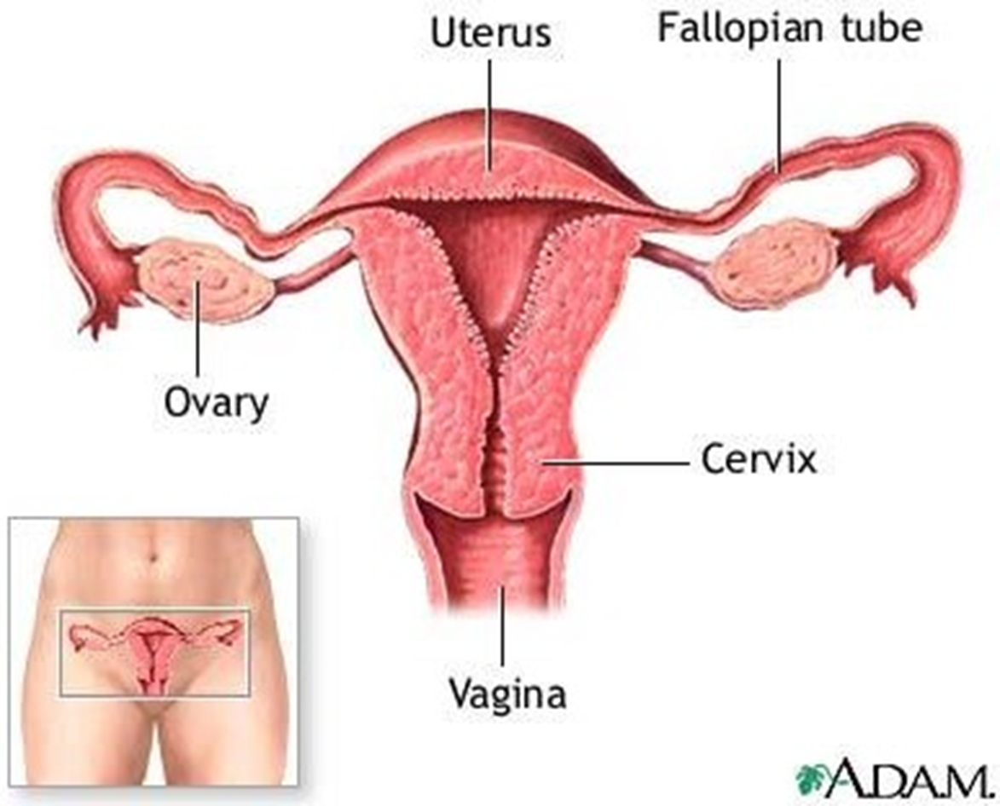 Uterus
Fallopian tube
Ovary
Cervix
Vagina
A.D.A.M.